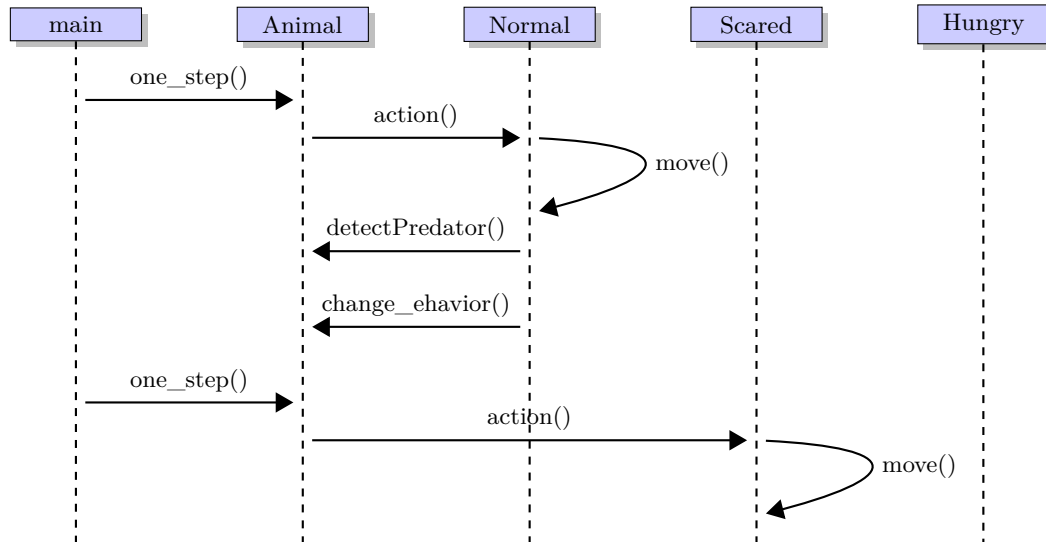 main
Animal
Normal
Scared
Hungry
one_step()
action()
move()
detectPredator()
change_ehavior()
one_step()
action()
move()